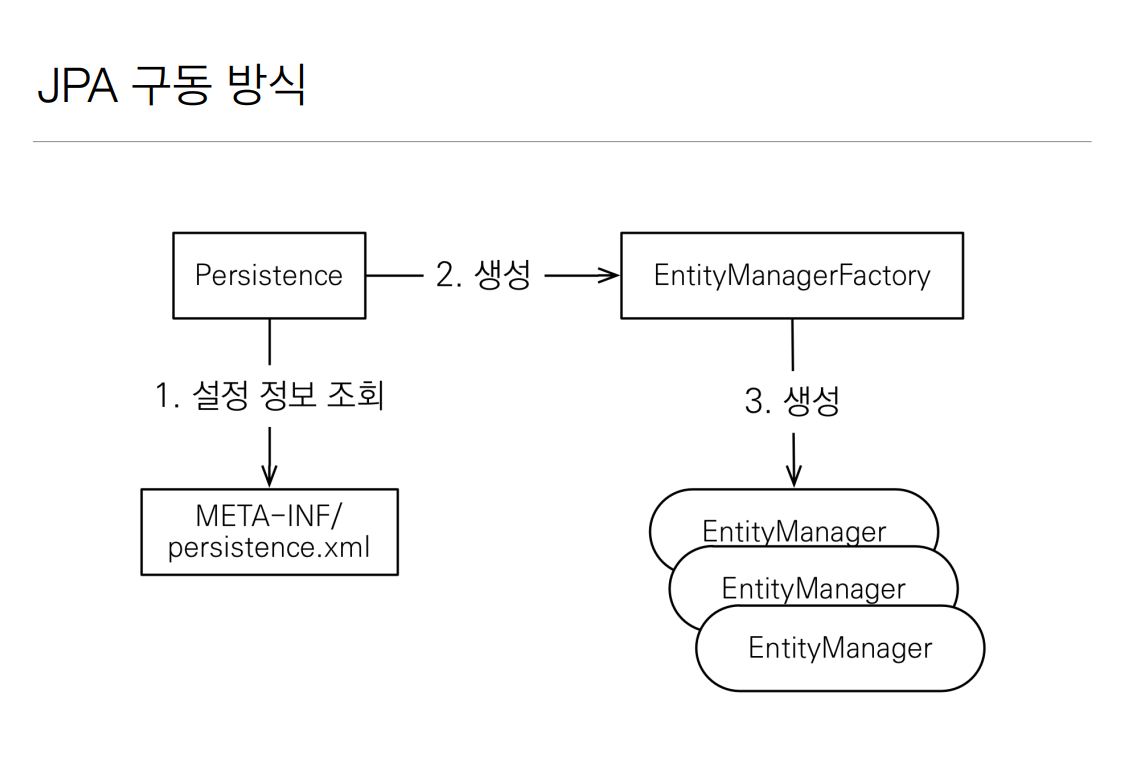 JPA 구동 방식
Persistence
2. 생성
EntityManagerFactory
1. 설정 정보 조회
3. 생성
META-INF/
persistence.xml
EntityManager
EntityManager
EntityManager